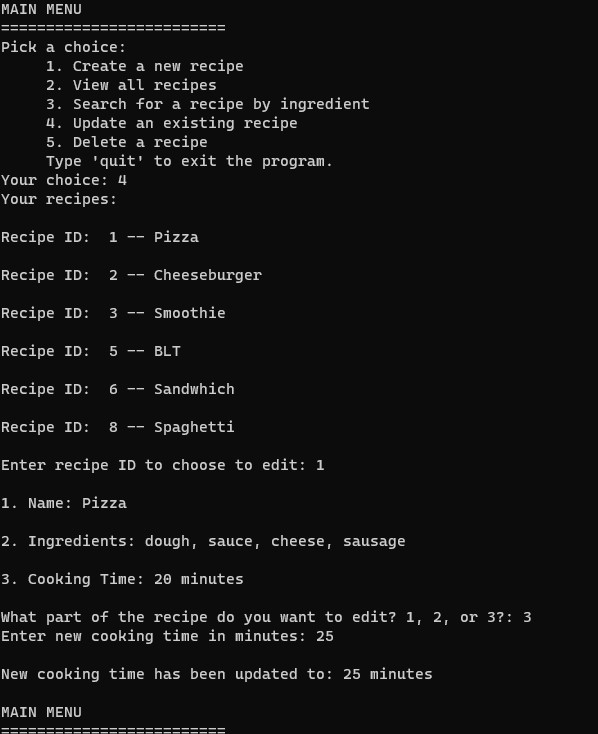 MAIN MENU
=========================
Pick a choice:
     1. Create a new recipe
     2. View all recipes
     3. Search for a recipe by ingredient
     4. Update an existing recipe
     5. Delete a recipe
     Type 'quit' to exit the program.
Your choice: 4
Your recipes:
Recipe ID:  1 -- Pizza
Recipe ID:  2 -- Cheeseburger
Recipe ID:  3 -- Smoothie
Recipe ID:  5 -- BLT
Recipe ID:  6 -- Sandwhich
Recipe ID:  8 -- Spaghetti
Enter recipe ID to choose to edit: 1
1. Name: Pizza
2. Ingredients: dough, sauce, cheese, sausage
3. Cooking Time: 20 minutes
What part of the recipe do you want to edit? 1, 2, or 3?: 3
Enter new cooking time in minutes: 25
New cooking time has been updated to: 25 minutes
MAIN MENU
=========================